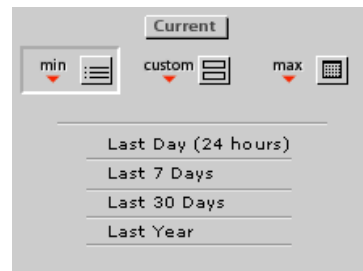 Current
min custom max
Last Day (24 hours)
Last 7 Days
Last 30 Days
Last Year